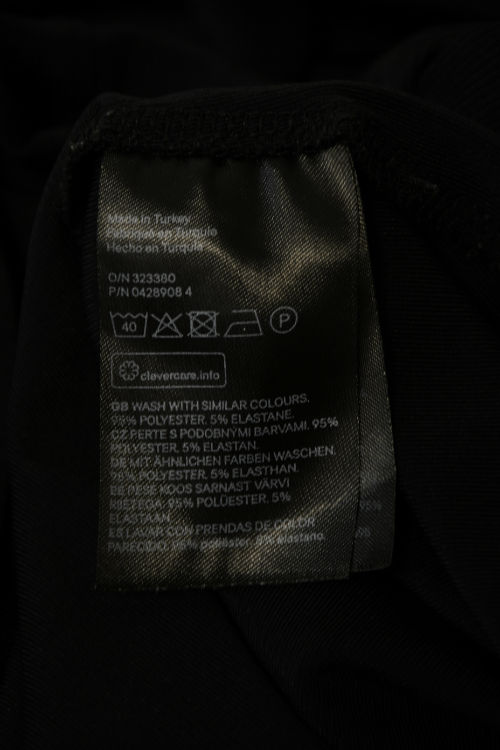 Made in Turkey
Fabriqué en Turquie
Hecho en Turquía
O/N 323380
P/N 0428908 4
40
P
clevercare.info
GB WASH WITH SIMILAR COLOURS.
95% POLYESTER. 5% ELASTANE.
CZ PERTE S PODOBNÝMI BARVAMI. 95%
POLYESTER. 5% ELASTAN.
DE MIT ÄHNLICHEN FARBEN WASCHEN.
95% POLYESTER. 5% ELASTHAN.
EE PESE KOOS SARNAST VÄRVI
RIIETEGA. 95% POLÜESTER. 5%
ELASTAAN.
ES LAVAR CON PRENDAS DE COLOR
PARECIDO. 95% poliéster. 5% elastano.
95%